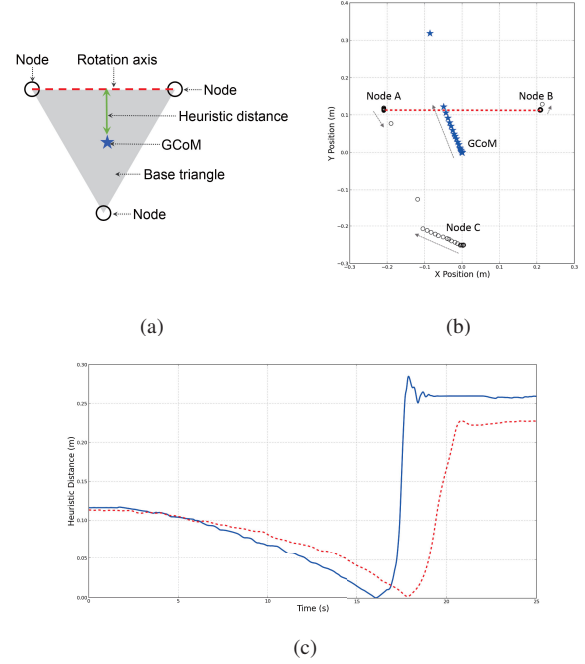 Node
Rotation axis
Node
Heuristic distance
GCoM
Base triangle
Node
(a)
Y Position (m)
0.4
0.3
0.2
0.1
0.0
−0.1
−0.2
−0.3
Node A
Node B
GCoM
Node C
−0.3
−0.2
−0.1
0.0
0.1
0.2
0.3
X Position (m)
(b)
Heuristic Distance (m)
0.30
0.25
0.20
0.15
0.10
0.05
0.00
0
5
10
15
20
25
Time (s)
(c)